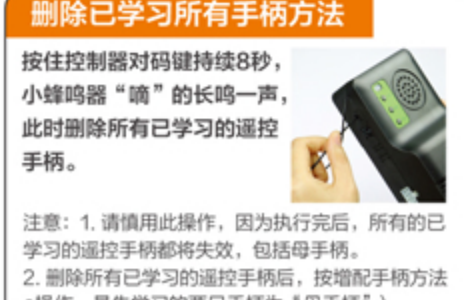 删除已学习所有手柄方法
按住控制器对码键持续8秒，
小蜂鸣器“嘀”的长鸣一声，
此时删除所有已学习的遥控
手柄。
注意：1. 请慎用此操作，因为执行完后，所有的已
学习的遥控手柄都将失效，包括母手柄。
2. 删除所有已学习的遥控手柄后，按增配手柄方法